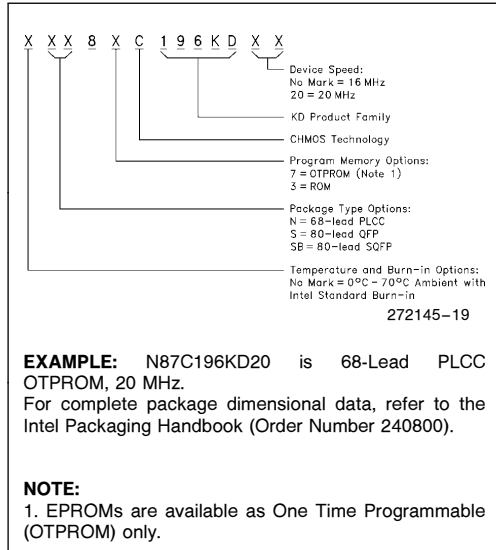 X X X 8 X C 1 9 6 K D X X
Device Speed:
No Mark = 16 MHz
20 = 20 MHz
KD Product Family
CHMOS Technology
Program Memory Options:
7 = OTPROM (Note 1)
3 = ROM
Package Type Options:
N = 68-lead PLCC
S = 80-lead QFP
SB = 80-lead SQFP
Temperature and Burn-in Options:
No Mark = 0°C - 70°C Ambient with
Intel Standard Burn-in
272145-19
EXAMPLE: N87C196KD20 is 68-Lead PLCC
OTPROM, 20 MHz.
For complete package dimensional data, refer to the
Intel Packaging Handbook (Order Number 240800).
NOTE:
1. EPROMs are available as One Time Programmable
(OTPROM) only.